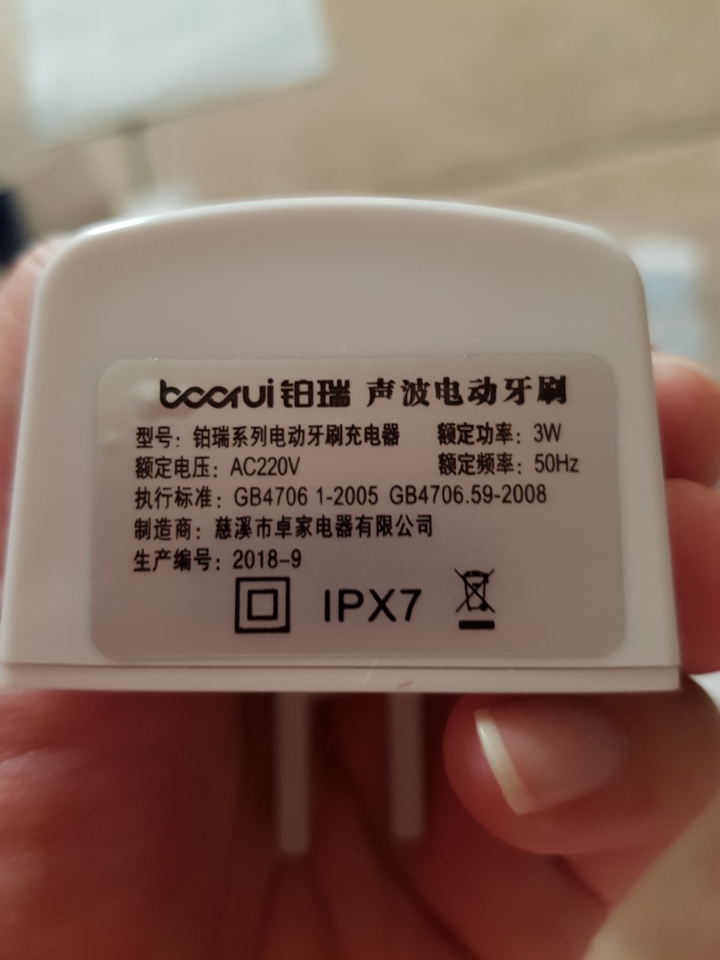 boorui 铂瑞 声波电动牙刷
型号：铂瑞系列电动牙刷充电器 额定功率：3W
额定电压：AC220V 额定频率：50Hz
执行标准：GB4706 1-2005 GB4706.59-2008
制造商：慈溪市卓家电器有限公司
生产编号：2018-9
IPX7